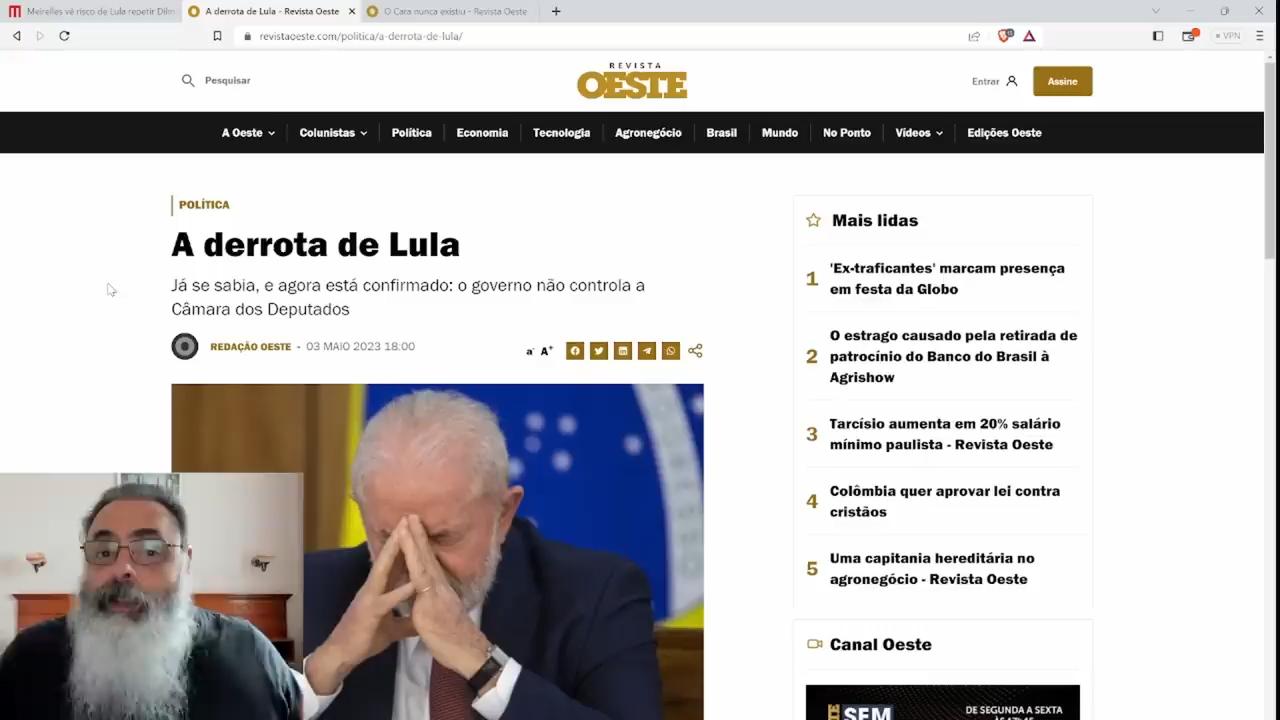 Meirelles vê risco de Lula repetir Dilm
A derrota de Lula - Revista Oeste
O Cara nunca existiu - Revista Oeste
revistaoeste.com/politica/a-derrota-de-lula/
VPN
Pesquisar
REVISTA
OESTE
Entrar
Assine
A Oeste
Colunistas
Política
Economia
Tecnologia
Agronegócio
Brasil
Mundo
No Ponto
Vídeos
Edições Oeste
POLÍTICA
A derrota de Lula
Já se sabia, e agora está confirmado: o governo não controla a
Câmara dos Deputados
REDAÇÃO OESTE - 03 MAIO 2023 18:00
a- A+
Mais lidas
1 'Ex-traficantes' marcam presença
em festa da Globo
2 O estrago causado pela retirada de
patrocínio do Banco do Brasil à
Agrishow
3 Tarcísio aumenta em 20% salário
mínimo paulista - Revista Oeste
4 Colômbia quer aprovar lei contra
cristãos
5 Uma capitania hereditária no
agronegócio - Revista Oeste
Canal Oeste
OESTE
SEM
DE SEGUNDA A SEXTA